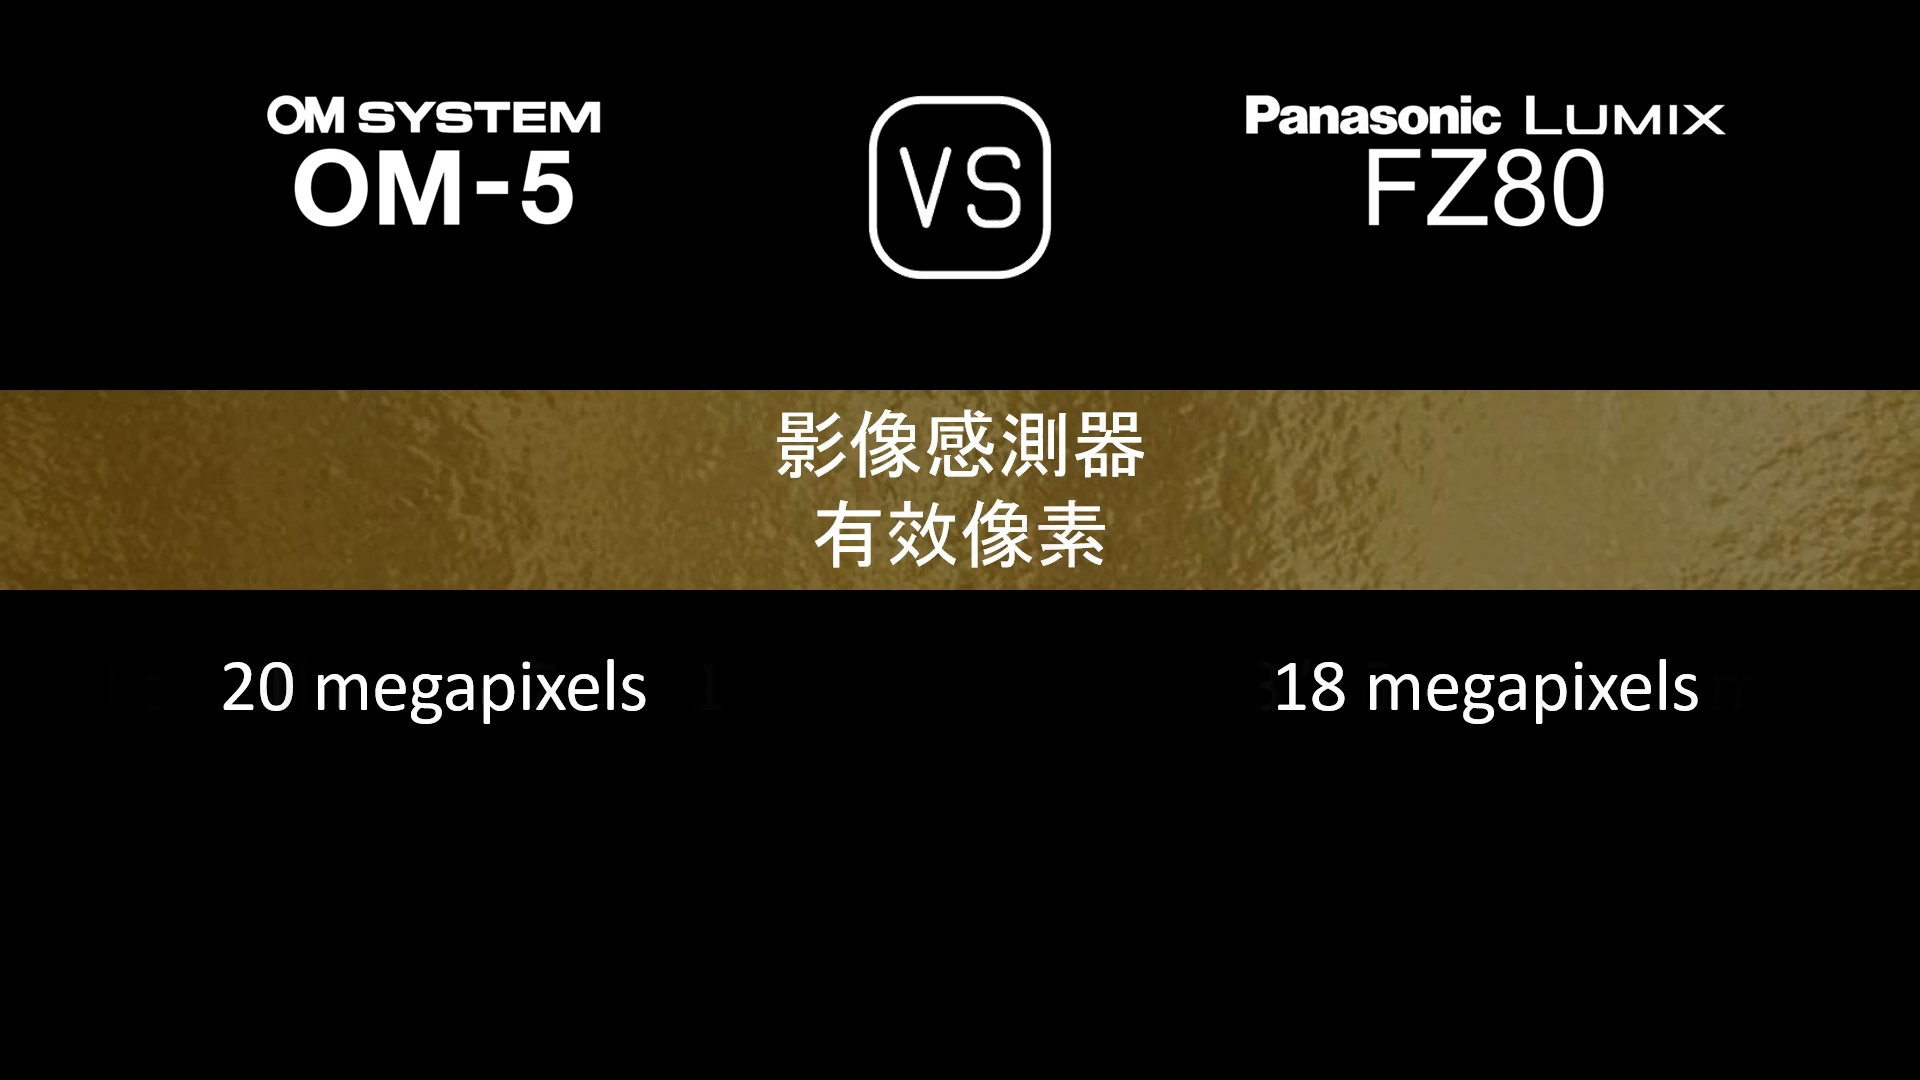 OM SYSTEM
OM-5
VS
Panasonic LUMIX
FZ80
影像感測器
有效像素
20 megapixels
18 megapixels